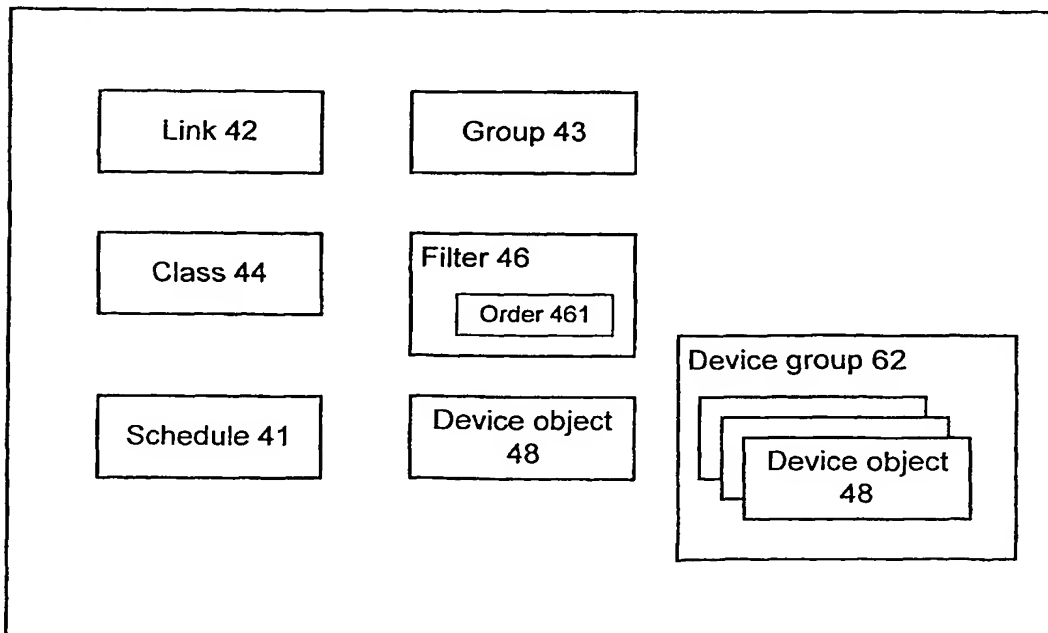 Link 42
Group 43
Class 44
Filter 46
Order 461
Device group 62
Schedule 41
Device object
48
Device object
48